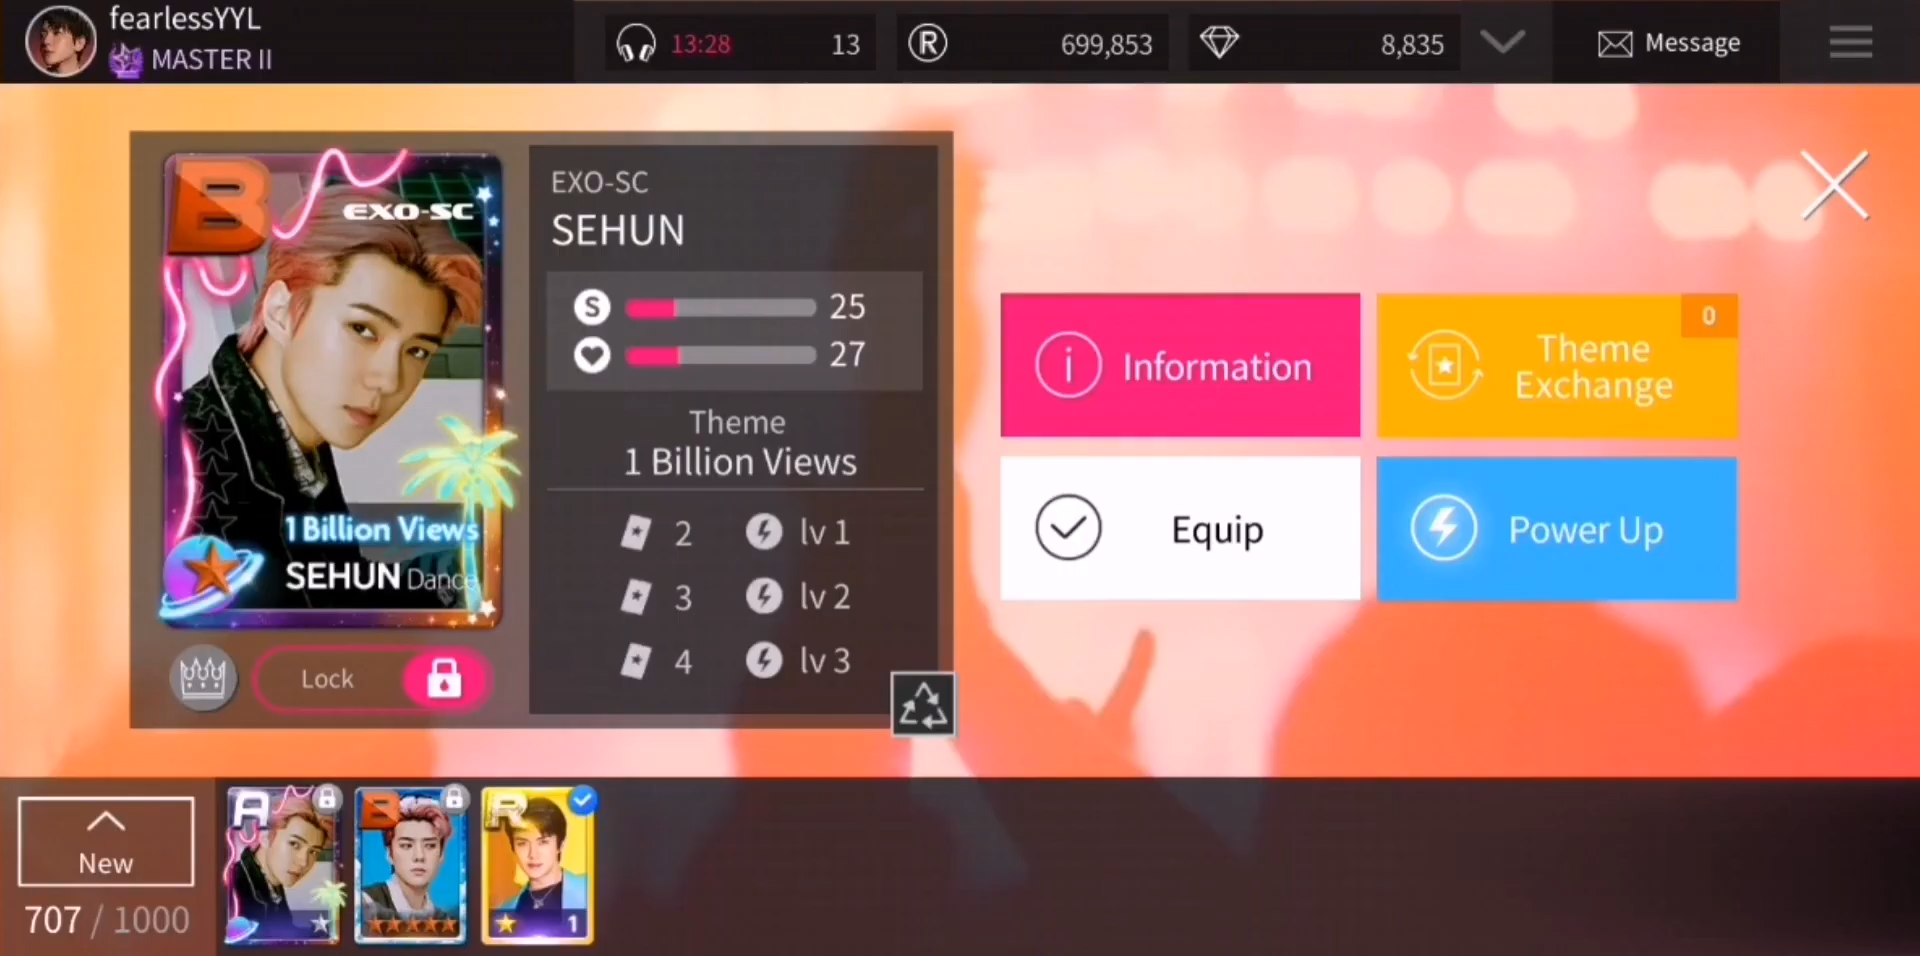 fearlessYYL
MASTER II
13:28
13
R
699,853
8,835
Message
B
EXO-SC
1 Billion Views
SEHUN Dance
Lock
EXO-SC
SEHUN
S
25
27
Theme
1 Billion Views
2 lv 1
3 lv 2
4 lv 3
Information
0
Theme
Exchange
Equip
Power Up
New
707 / 1000
A
B
R
1